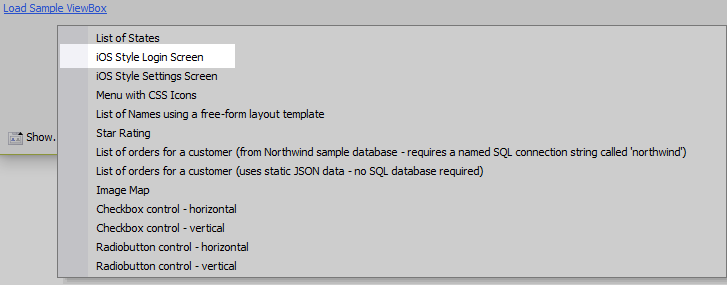 Load Sample ViewBox
List of States
iOS Style Login Screen
iOS Style Settings Screen
Menu with CSS Icons
List of Names using a free-form layout template
Star Rating
Show.
List of orders for a customer (from Northwind sample database - requires a named SQL connection string called 'northwind')
List of orders for a customer (uses static JSON data - no SQL database required)
Image Map
Checkbox control - horizontal
Checkbox control - vertical
Radiobutton control - horizontal
Radiobutton control - vertical